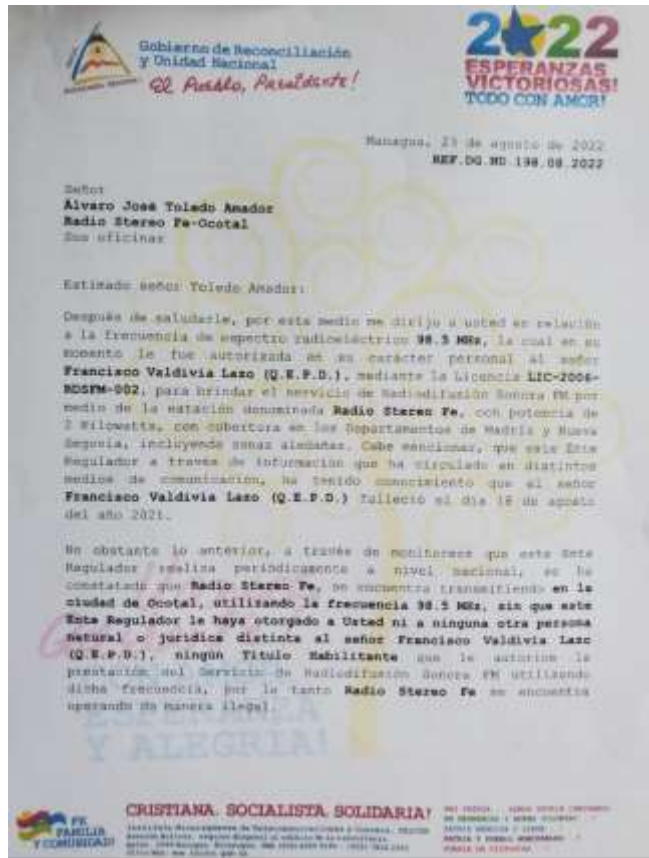 Gobierno de Reconciliación
y Unidad Nacional
El Pueblo, Presidente!
2022
ESPERANZAS
VICTORIOSAS!
TODO CON AMOR!
Managua, 23 de agosto de 2022
REF.DG.ND.198.08.2022
Señor
Álvaro José Toledo Amador
Radio Stereo Fe-Ocotal
Sus oficinas
Estimado señor Toledo Amador:
Después de saludarle, por este medio me dirijo a usted en relación
a la frecuencia de espectro radioeléctrico 98.5 MHz, la cual en su
momento le fue autorizada en su carácter personal al señor
Francisco Valdivia Lazo (Q.E.P.D.), mediante la Licencia LIC-2006-
RDSFM-002, para brindar el servicio de Radiodifusión Sonora FM por
medio de la estación denominada Radio Stereo Fe, con potencia de
2 Kilowatts, con cobertura en los Departamentos de Madriz y Nueva
Segovia, incluyendo zonas aledañas. Cabe mencionar, que este Ente
Regulador a través de información que ha circulado en distintos
medios de comunicación, ha tenido conocimiento que el señor
Francisco Valdivia Lazo (Q.E.P.D.) falleció el día 16 de agosto
del año 2021.
No obstante lo anterior, a través de monitoreos que este Ente
Regulador realiza periódicamente a nivel nacional, se ha
constatado que Radio Stereo Fe, se encuentra transmitiendo en la
ciudad de Ocotal, utilizando la frecuencia 98.5 MHz, sin que este
Ente Regulador le haya otorgado a Usted ni a ninguna otra persona
natural o jurídica distinta al señor Francisco Valdivia Lazo
(Q.E.P.D.), ningún Título Habilitante que le autorice la
prestación del Servicio de Radiodifusión Sonora FM utilizando
dicha frecuencia, por lo tanto Radio Stereo Fe se encuentra
operando de manera ilegal.
ESPERANZA
Y ALEGRIA!
FE
FAMILIA
Y COMUNIDAD!
CRISTIANA. SOCIALISTA. SOLIDARIA!